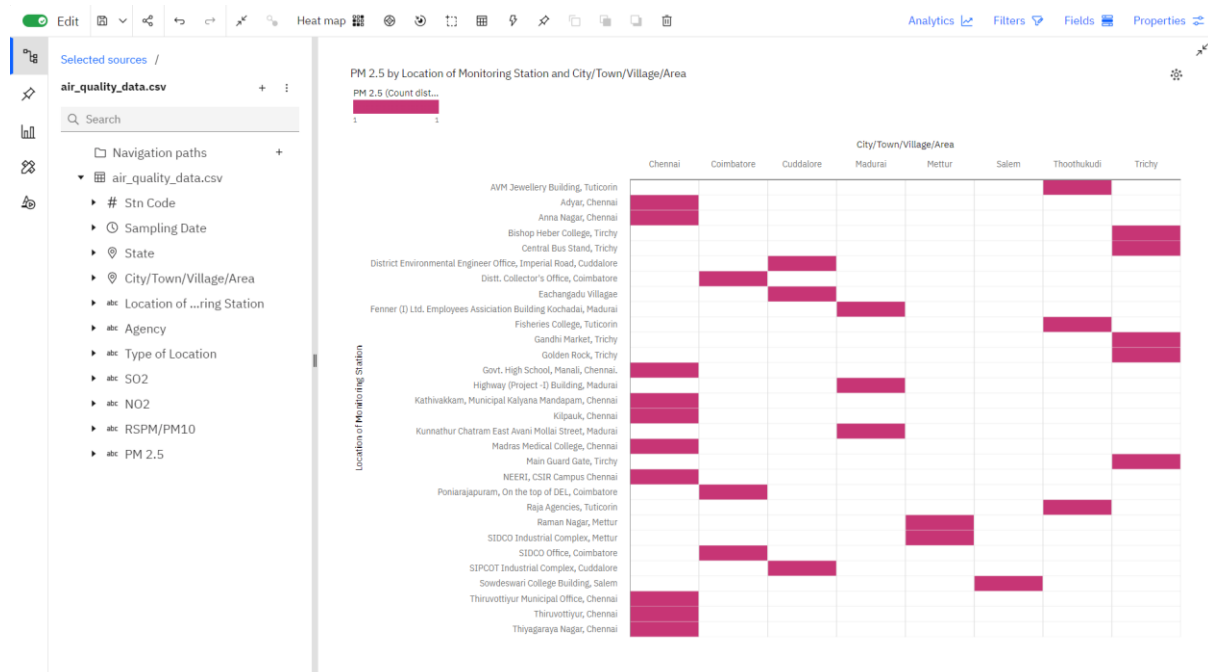 Edit
Heat map
Analytics
Filters
Fields
Properties
Selected sources /
air_quality_data.csv
Search
Navigation paths
air_quality_data.csv
# Stn Code
Sampling Date
State
City/Town/Village/Area
abc Location of ...ring Station
abc Agency
abc Type of Location
abc SO2
abc NO2
abc RSPM/PM10
abc PM 2.5
PM 2.5 by Location of Monitoring Station and City/Town/Village/Area
PM 2.5 (Count dist...
1 1
City/Town/Village/Area
Chennai Coimbatore Cuddalore Madurai Mettur Salem Thoothukudi Trichy
Location of Monitoring Station
AVM Jewellery Building, Tuticorin
Adyar, Chennai
Anna Nagar, Chennai
Bishop Heber College, Tirchy
Central Bus Stand, Trichy
District Environmental Engineer Office, Imperial Road, Cuddalore
Distt. Collector's Office, Coimbatore
Eachangadu Villagae
Fenner (I) Ltd. Employees Assiciation Building Kochadai, Madurai
Fisheries College, Tuticorin
Gandhi Market, Trichy
Golden Rock, Trichy
Govt. High School, Manali, Chennai.
Highway (Project -I) Building, Madurai
Kathivakkam, Municipal Kalyana Mandapam, Chennai
Kilpauk, Chennai
Kunnathur Chatram East Avani Mollai Street, Madurai
Madras Medical College, Chennai
Main Guard Gate, Tirchy
NEERI, CSIR Campus Chennai
Poniarajapuram, On the top of DEL, Coimbatore
Raja Agencies, Tuticorin
Raman Nagar, Mettur
SIDCO Industrial Complex, Mettur
SIDCO Office, Coimbatore
SIPCOT Industrial Complex, Cuddalore
Sowdeswari College Building, Salem
Thiruvottiyur Municipal Office, Chennai
Thiruvottiyur, Chennai
Thiyagaraya Nagar, Chennai